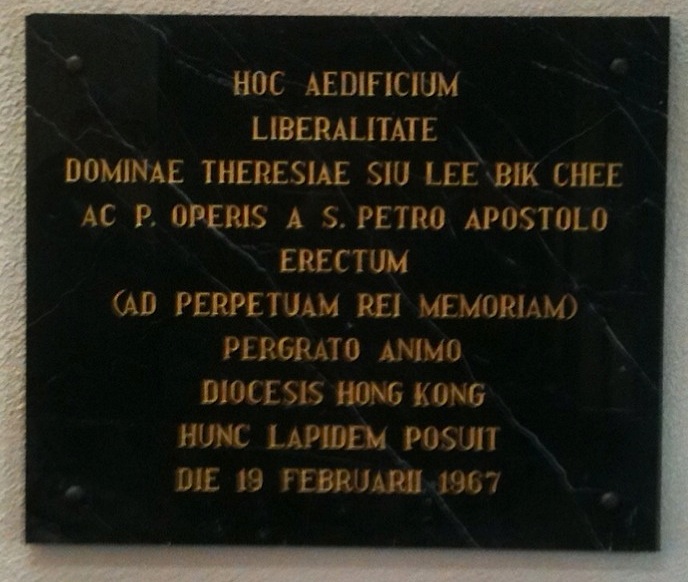 HOC AEDIFICIUM
LIBERALITATE
DOMINAE THERESIAE SIU LEE BIK CHEE
AC P. OPERIS A S. PETRO APOSTOLO
ERECTUM
(AD PERPETUAM REI MEMORIAM)
PERGRATO ANIMO
DIOCESIS HONG KONG
HUNC LAPIDEM POSUIT
DIE 19 FEBRUARII 1967